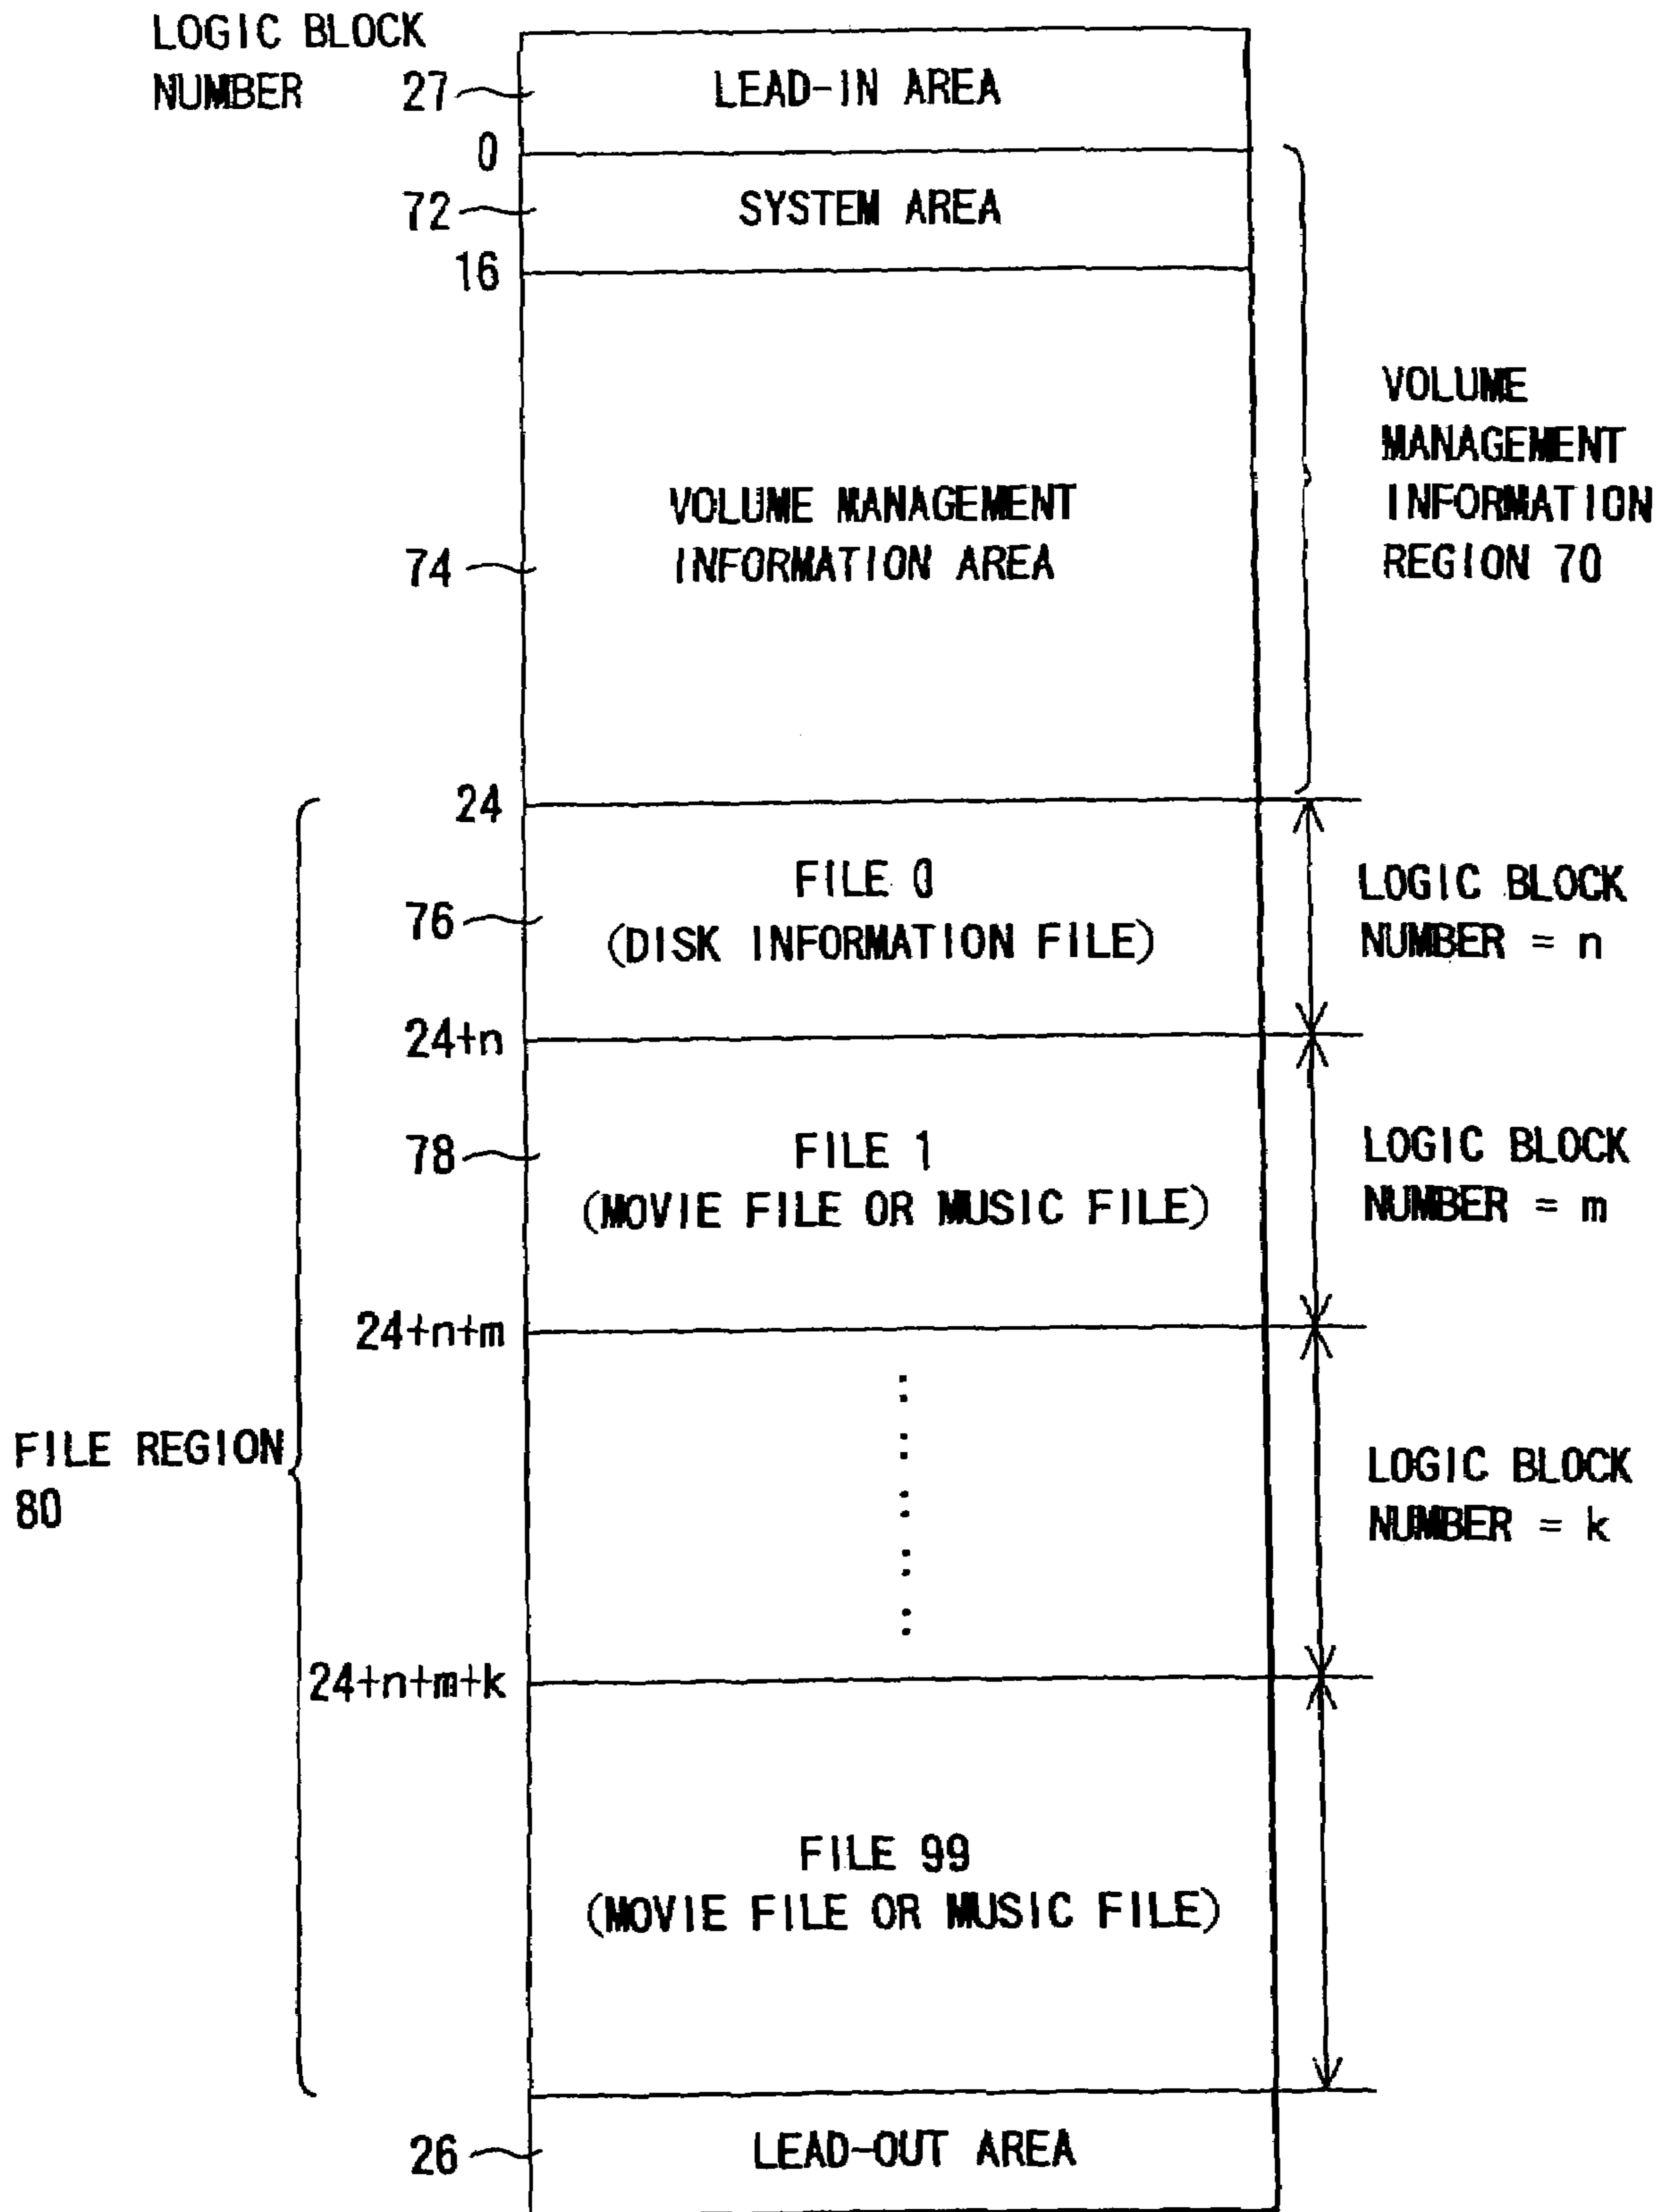 LOGIC BLOCK
NUMBER
27
LEAD-IN AREA
0
72
SYSTEM AREA
16
VOLUME
MANAGEMENT
INFORMATION
REGION 70
VOLUME MANAGEMENT
INFORMATION AREA
74
24
FILE 0
(DISK INFORMATION FILE)
76
LOGIC BLOCK
NUMBER = n
24+n
78
FILE 1
(MOVIE FILE OR MUSIC FILE)
LOGIC BLOCK
NUMBER = m
24+n+m
FILE REGION
80
LOGIC BLOCK
NUMBER = k
24+n+m+k
FILE 99
(MOVIE FILE OR MUSIC FILE)
26
LEAD-OUT AREA